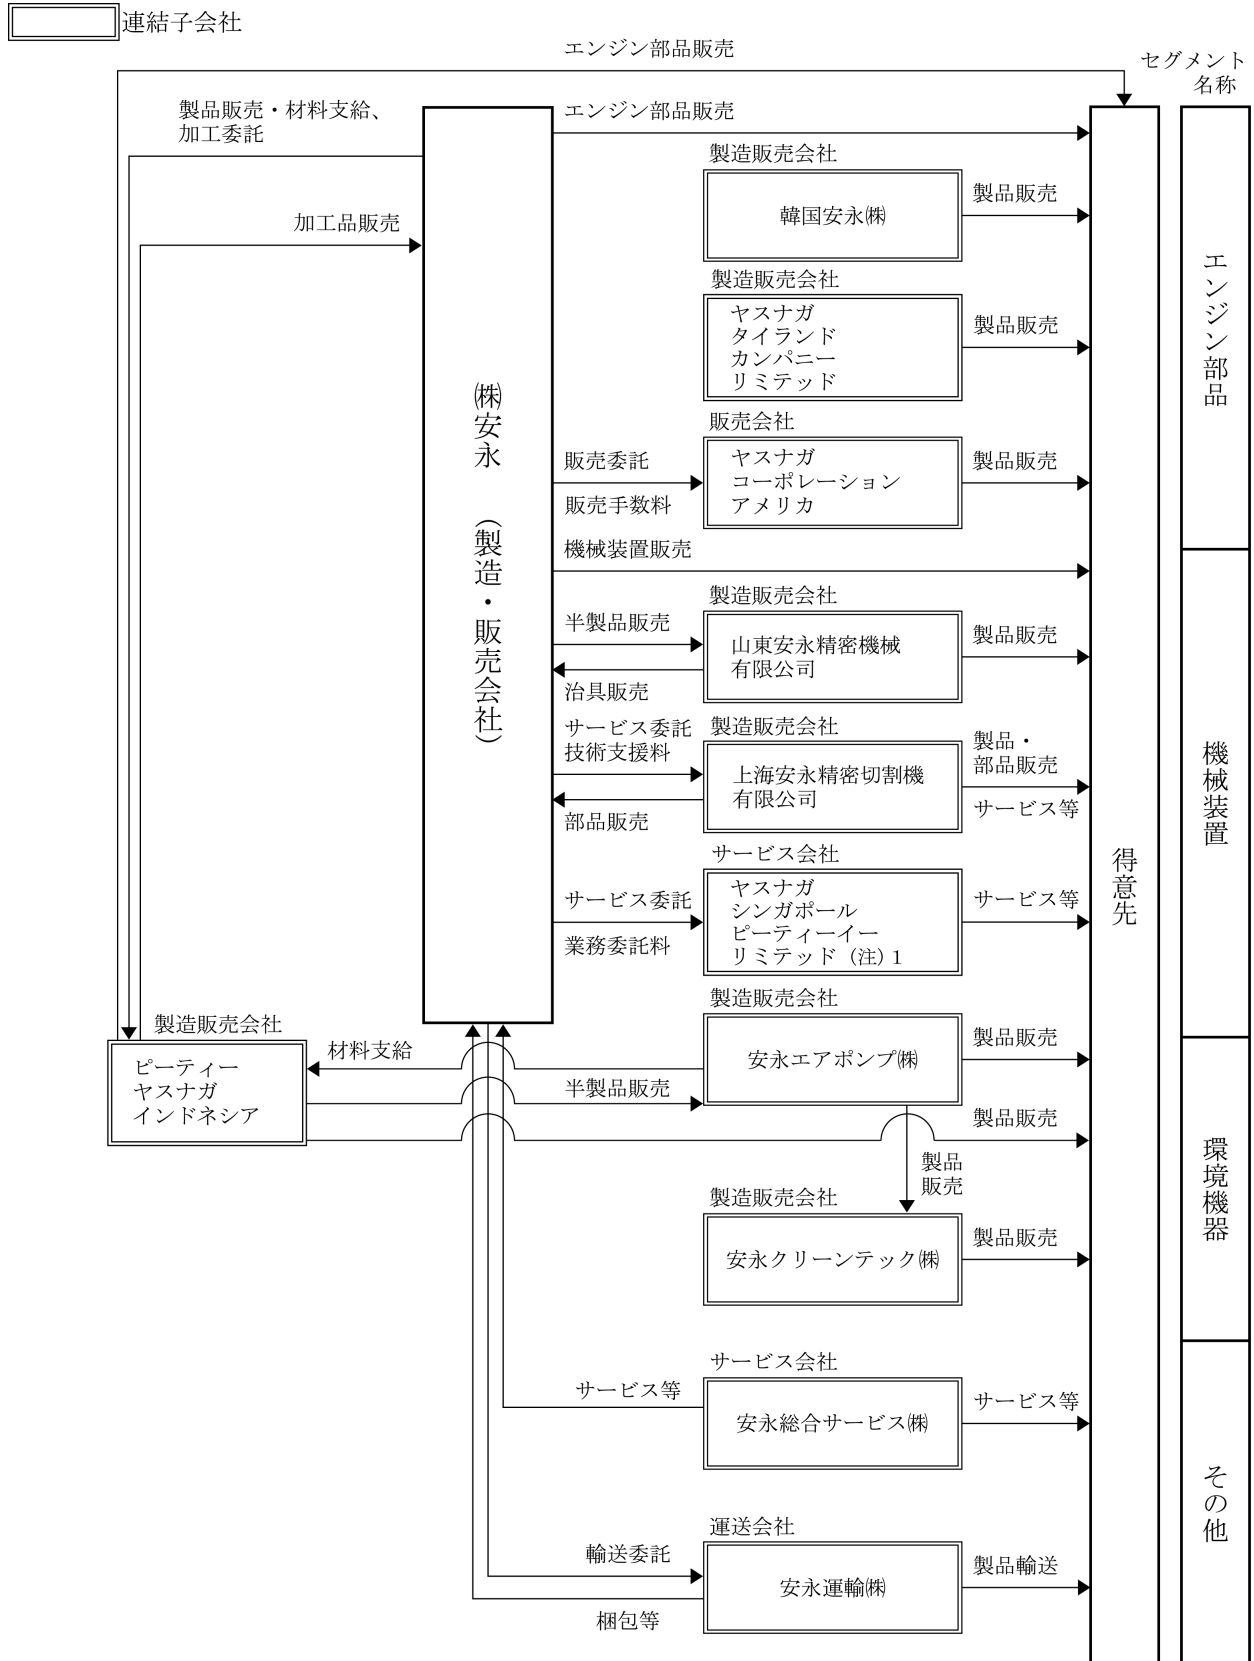 連結子会社
エンジン部品販売
セグメント
名称
製品販売・材料支給、
加工委託
エンジン部品販売
製造販売会社
製品販売
韓国安永㈱
加工品販売
製造販売会社
ヤスナガ
タイランド
カンパニー
リミテッド
製品販売
エンジン部品
㈱安永　(製造・販売会社)
販売会社
販売委託
ヤスナガ
コーポレーション
アメリカ
製品販売
販売手数料
機械装置販売
製造販売会社
半製品販売
山東安永精密機械
有限公司
製品販売
治具販売
製造販売会社
サービス委託
技術支援料
上海安永精密切割機
有限公司
製品・
部品販売
サービス等
部品販売
機械装置
得意先
サービス会社
サービス委託
ヤスナガ
シンガポール
ピーティーイー
リミテッド（注）1
サービス等
業務委託料
製造販売会社
製造販売会社
ピーティー
ヤスナガ
インドネシア
材料支給
安永エアポンプ㈱
製品販売
半製品販売
製品販売
製品
販売
環境機器
製造販売会社
安永クリーンテック㈱
製品販売
サービス会社
サービス等
安永総合サービス㈱
サービス等
その他
運送会社
輸送委託
安永運輸㈱
製品輸送
梱包等